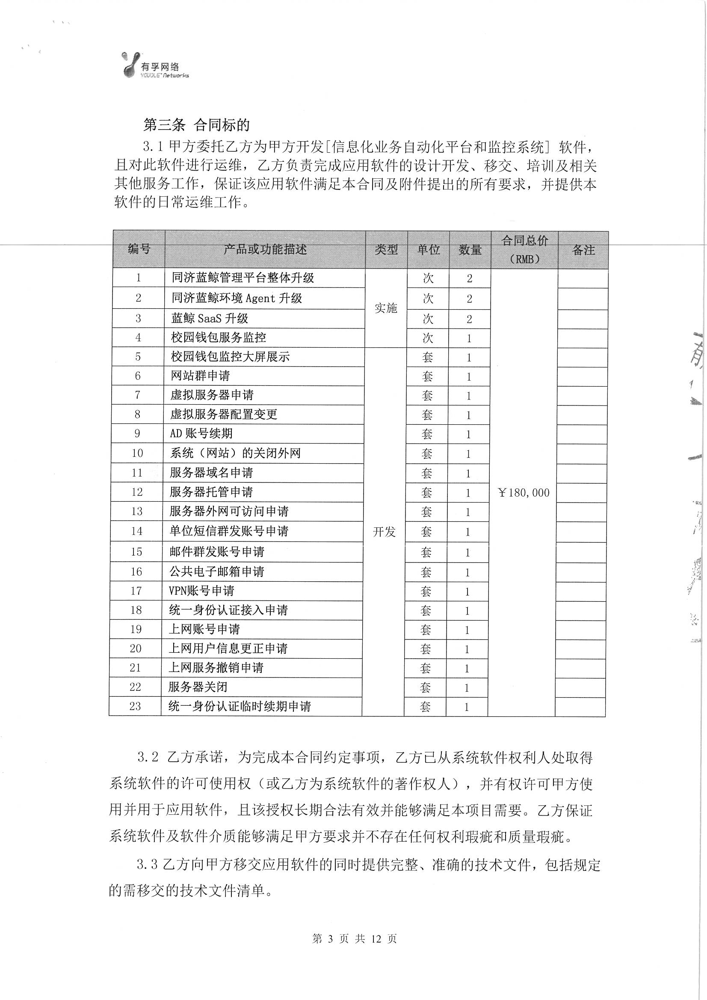 有孚网络
YOVOLE Networks
第三条 合同标的
3.1甲方委托乙方为甲方开发[信息化业务自动化平台和监控系统] 软件，
且对此软件进行运维，乙方负责完成应用软件的设计开发、移交、培训及相关
其他服务工作，保证该应用软件满足本合同及附件提出的所有要求，并提供本
软件的日常运维工作。
编号 产品或功能描述 类型 单位 数量 合同总价（RMB） 备注
1 同济蓝鲸管理平台整体升级 次 2
2 同济蓝鲸环境 Agent 升级 次 2
实施
3 蓝鲸 SaaS 升级 次 2
4 校园钱包服务监控 次 1
5 校园钱包监控大屏展示 套 1
6 网站群申请 套 1
7 虚拟服务器申请 套 1
8 虚拟服务器配置变更 套 1
9 AD 账号续期 套 1
10 系统（网站）的关闭外网 套 1
11 服务器域名申请 套 1
12 服务器托管申请 套 1 ￥180,000
13 服务器外网可访问申请 套 1
14 单位短信群发账号申请 开发 套 1
15 邮件群发账号申请 套 1
16 公共电子邮箱申请 套 1
17 VPN账号申请 套 1
18 统一身份认证接入申请 套 1
19 上网账号申请 套 1
20 上网用户信息更正申请 套 1
21 上网服务撤销申请 套 1
22 服务器关闭 套 1
23 统一身份认证临时续期申请 套 1
3.2 乙方承诺，为完成本合同约定事项，乙方已从系统软件权利人处取得
系统软件的许可使用权（或乙方为系统软件的著作权人），并有权许可甲方使
用并用于应用软件，且该授权长期合法有效并能够满足本项目需要。乙方保证
系统软件及软件介质能够满足甲方要求并不存在任何权利瑕疵和质量瑕疵。
3.3乙方向甲方移交应用软件的同时提供完整、准确的技术文件，包括规定
的需移交的技术文件清单。
第 3 页 共 12 页